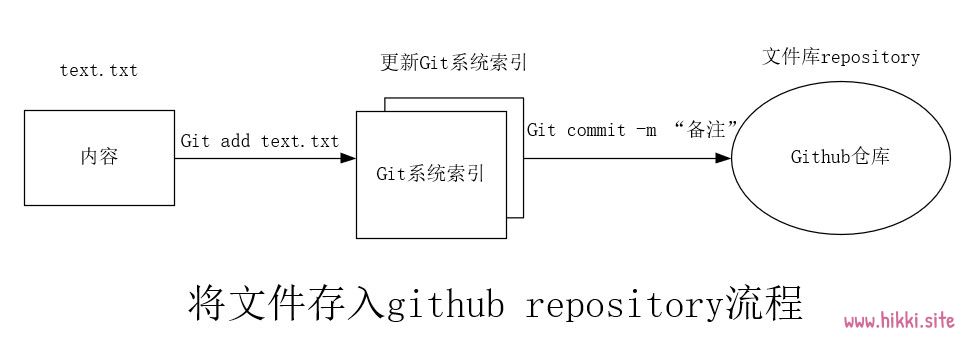 text.txt
更新Git系统索引
文件库repository
内容
Git add text.txt
Git系统索引
Git commit -m “备注”
Github仓库
将文件存入github repository流程
www.hikki.site